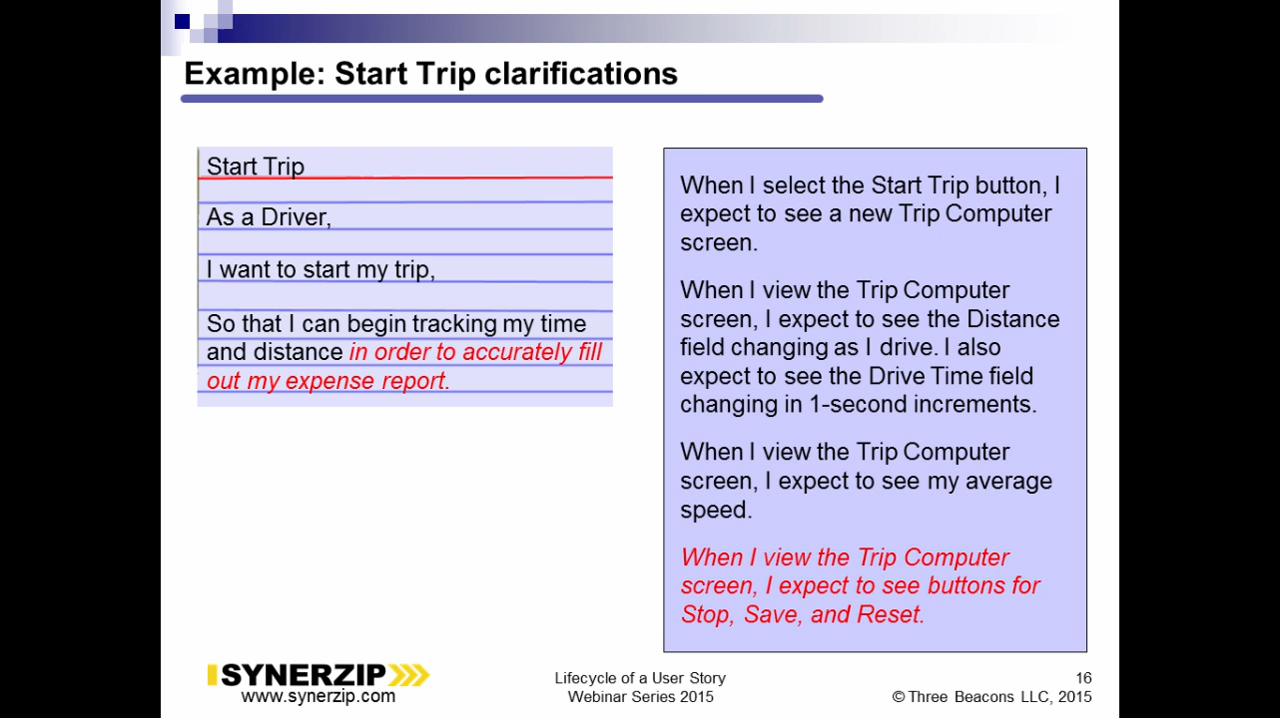 Example: Start Trip clarifications
Start Trip
As a Driver,
I want to start my trip,
So that I can begin tracking my time
and distance in order to accurately fill
out my expense report.
When I select the Start Trip button, I
expect to see a new Trip Computer
screen.
When I view the Trip Computer
screen, I expect to see the Distance
field changing as I drive. I also
expect to see the Drive Time field
changing in 1-second increments.
When I view the Trip Computer
screen, I expect to see my average
speed.
When I view the Trip Computer
screen, I expect to see buttons for
Stop, Save, and Reset.
SYNERZIP
www.synerzip.com
Lifecycle of a User Story
Webinar Series 2015
16
© Three Beacons LLC, 2015